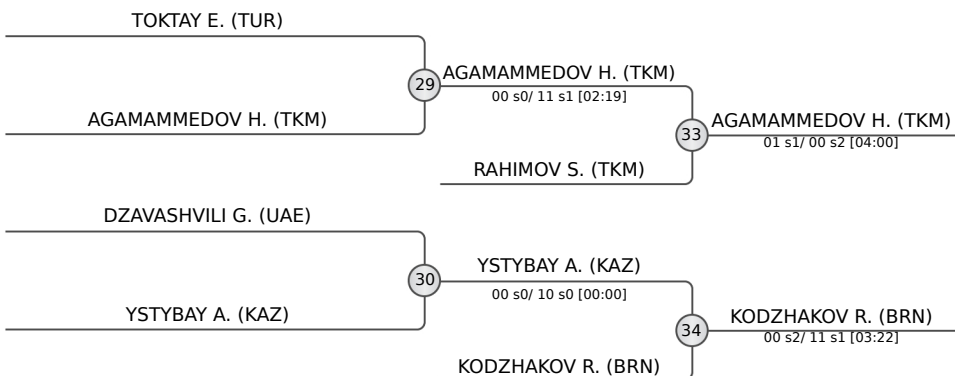 TOKTAY E. (TUR)
29
AGAMAMMEDOV H. (TKM)
00 s0/ 11 s1 [02:19]
AGAMAMMEDOV H. (TKM)
33
AGAMAMMEDOV H. (TKM)
01 s1/ 00 s2 [04:00]
RAHIMOV S. (TKM)
DZAVASHVILI G. (UAE)
30
YSTYBAY A. (KAZ)
00 s0/ 10 s0 [00:00]
YSTYBAY A. (KAZ)
34
KODZHAKOV R. (BRN)
00 s2/ 11 s1 [03:22]
KODZHAKOV R. (BRN)